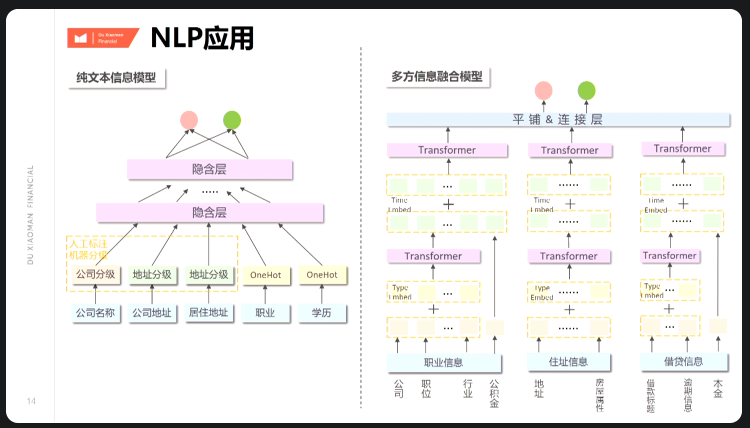 Du Xiaoman
Financial
NLP应用
纯文本信息模型
隐含层
......
隐含层
人工标注
机器分级
公司分级
地址分级
地址分级
OneHot
OneHot
公司名称
公司地址
居住地址
职业
学历
多方信息融合模型
平铺&连接层
Transformer
Transformer
Transformer
...
......
......
Time
Embed
+
Time
Embed
+
Time
Embed
+
...
......
......
Transformer
Transformer
Transformer
Type
Embed
...
+
Type
Embed
......
+
Type
Embed
...
+
...
......
...
职业信息
住址信息
借贷信息
公司
职位
行业
公积金
地址
房屋属性
借款标题
逾期信息
本金
DU XIAOMAN FINANCIAL
14